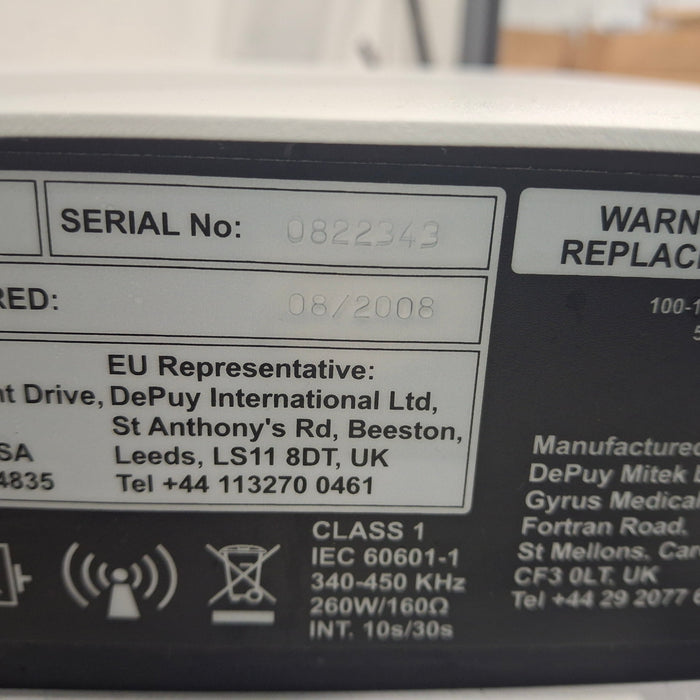 SERIAL No: 0822343
RED: 08/2008
EU Representative:
nt Drive, DePuy International Ltd,
St Anthony's Rd, Beeston,
SA Leeds, LS11 8DT, UK
4835 Tel +44 113270 0461
CLASS 1
IEC 60601-1
340-450 KHz
260W/160Ω
INT. 10s/30s
WARN
REPLAC
100-1
Manufactured
DePuy Mitek
Gyrus Medica
Fortran Road,
St Mellons, Car
CF3 0LT, UK
Tel +44 29 2077 6